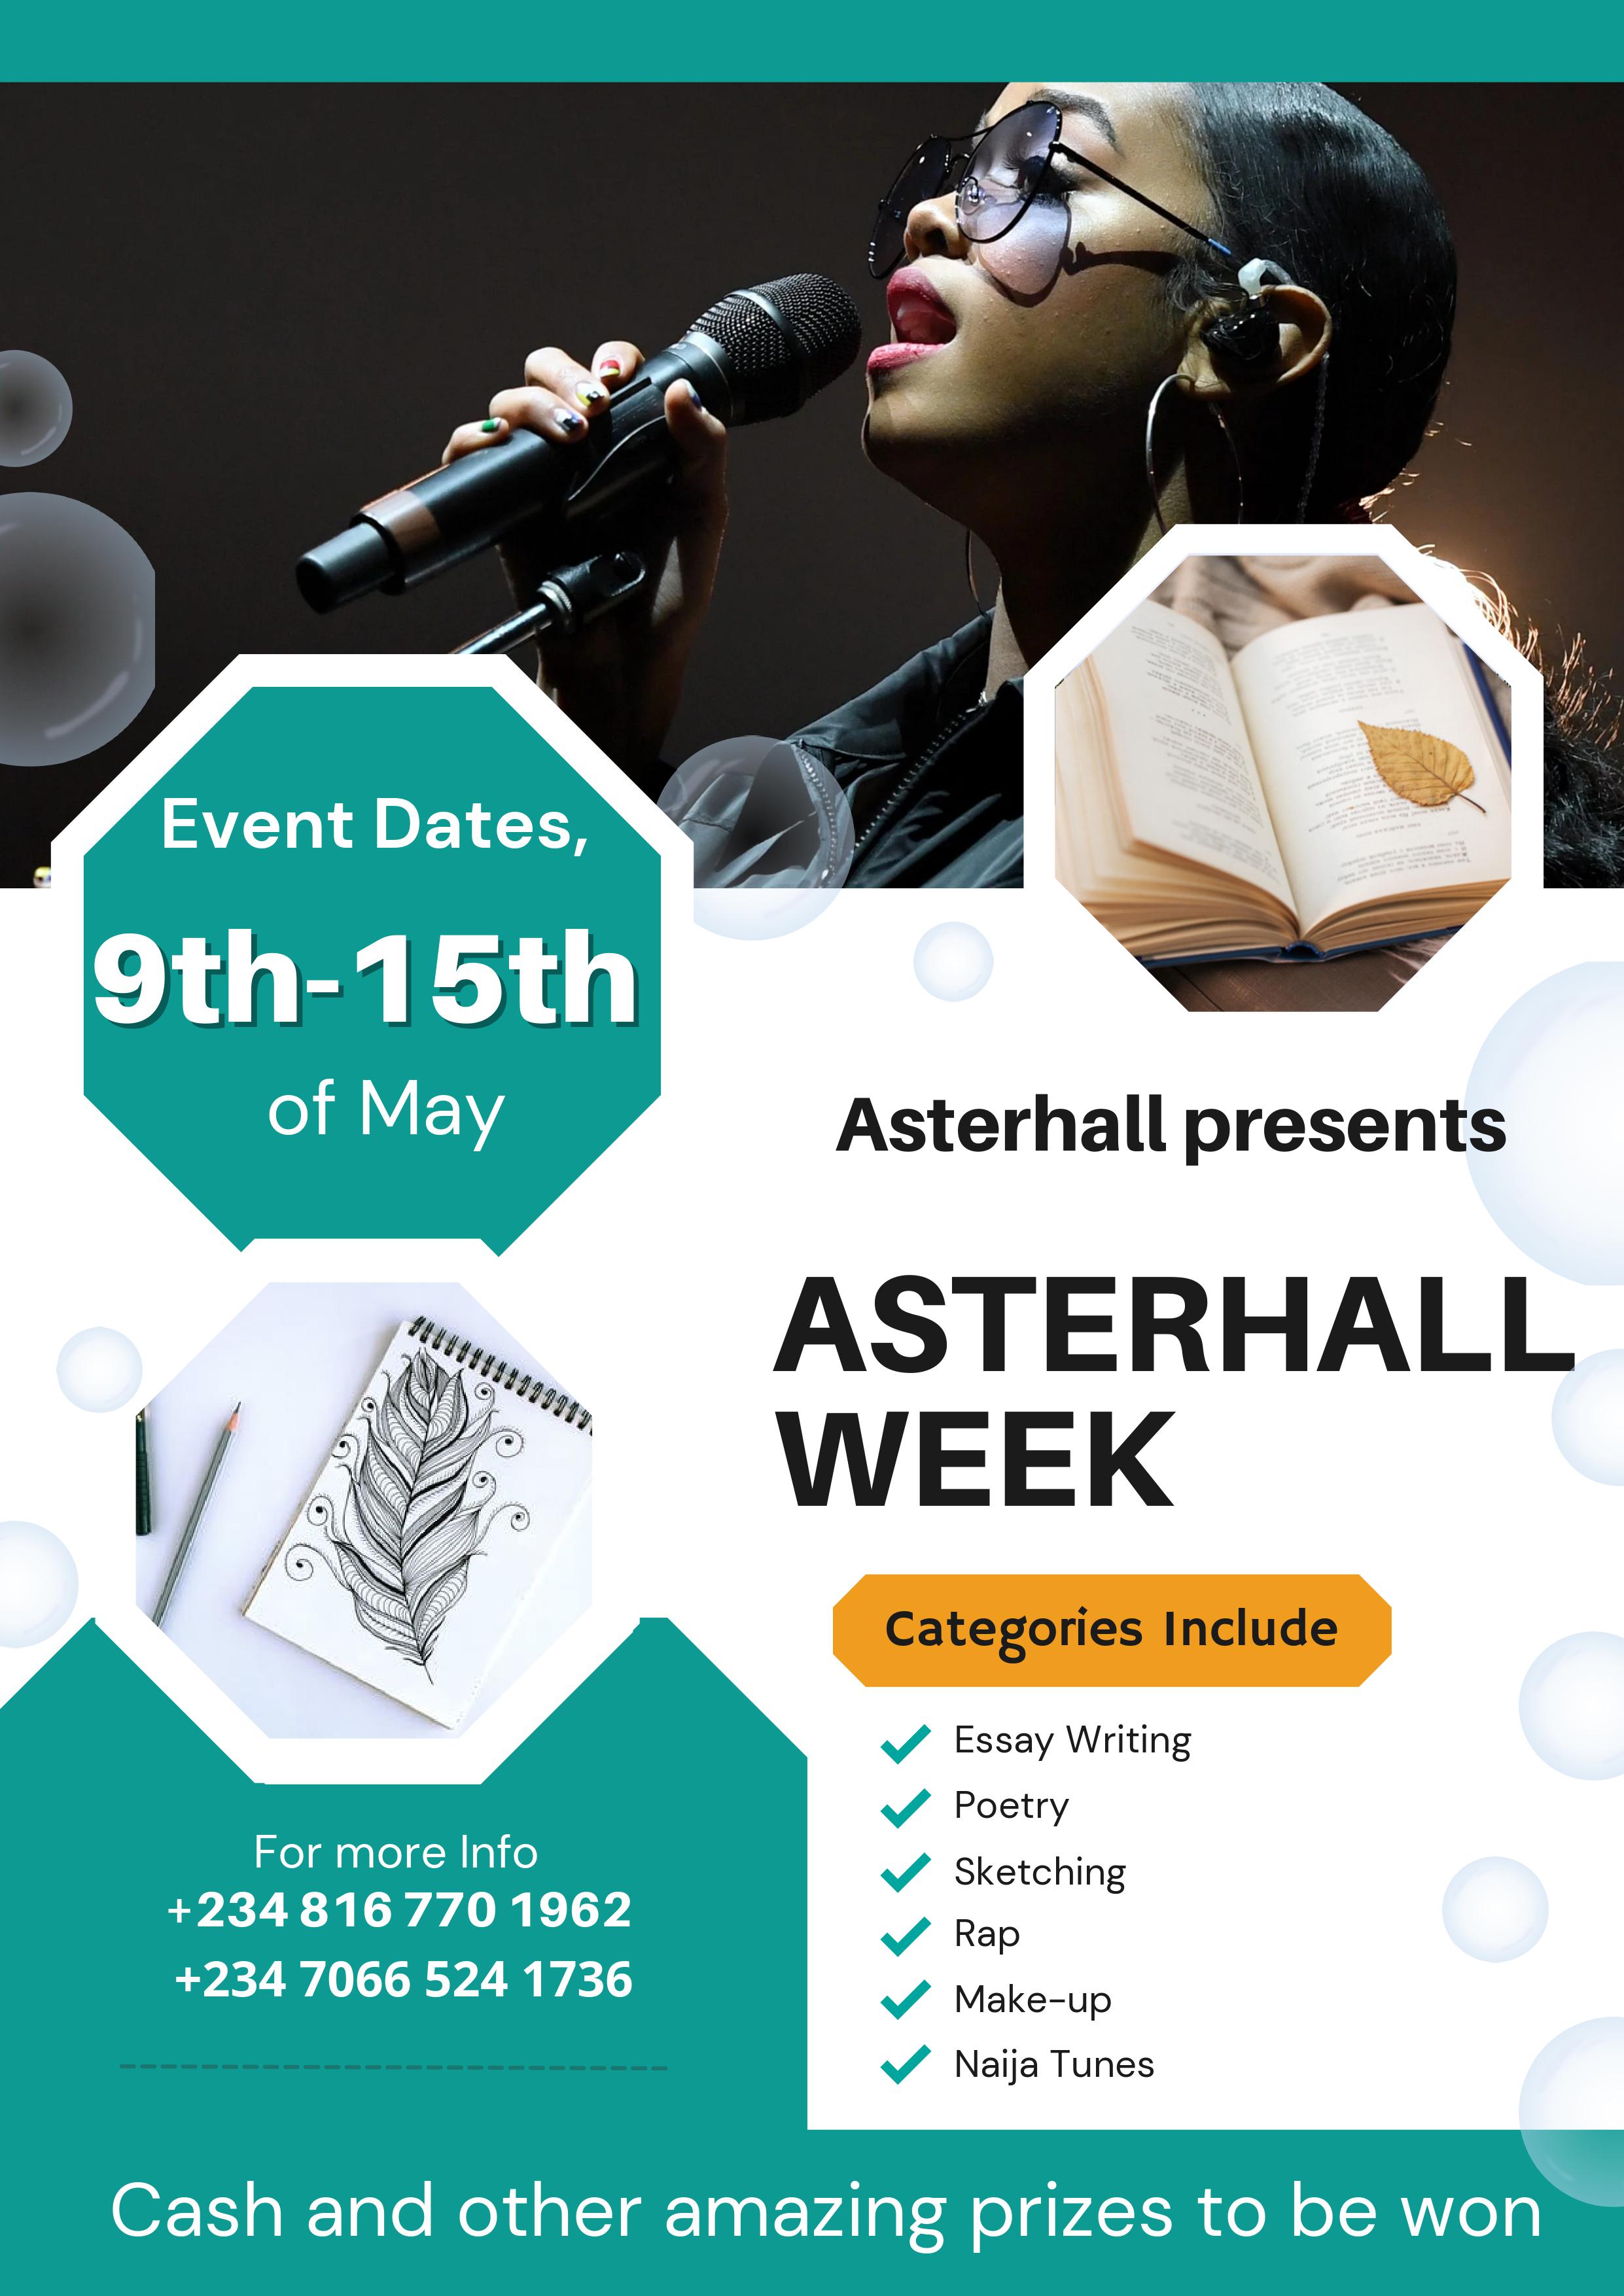 Event Dates,
9th-15th
of May
Asterhall presents
ASTERHALL
WEEK
Categories Include
Essay Writing
Poetry
Sketching
Rap
Make-up
Naija Tunes
For more Info
+234 816 770 1962
+234 7066 524 1736
Cash and other amazing prizes to be won